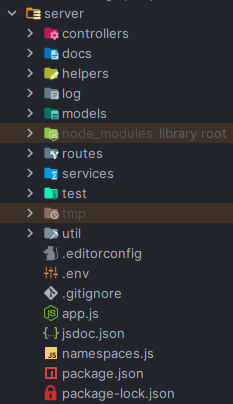 server
controllers
docs
helpers
log
models
node_modules library root
routes
services
test
tmp
util
.editorconfig
.env
.gitignore
app.js
jsdoc.json
namespaces.js
package.json
package-lock.json